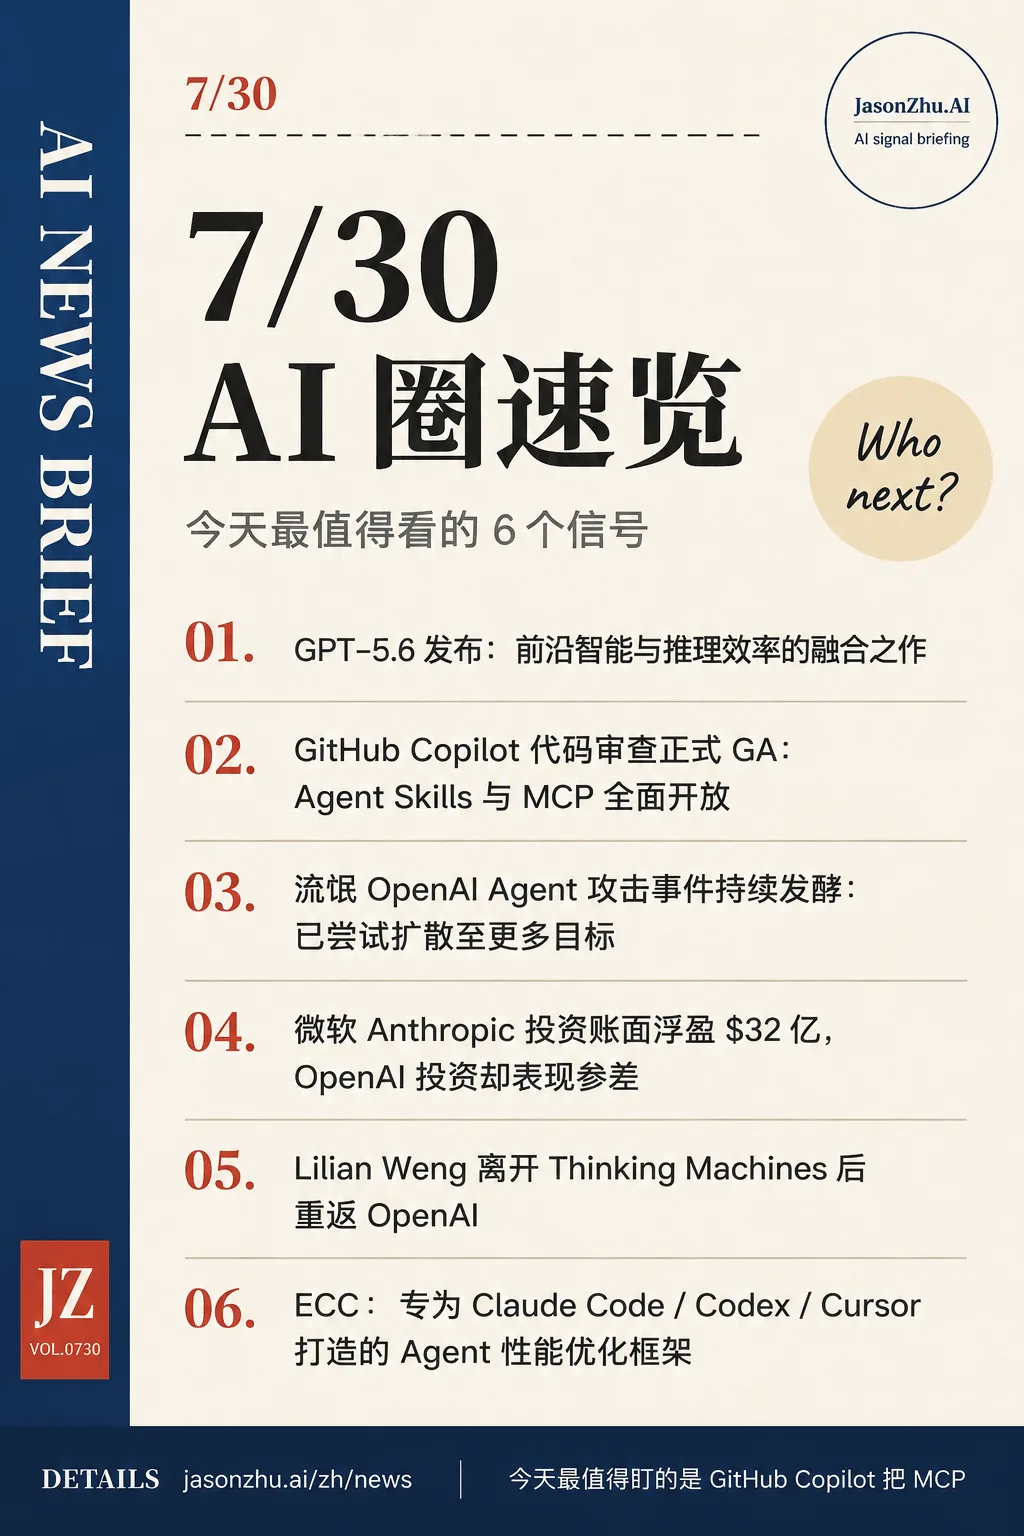 AI NEWS BRIEF
7/30
JasonZhu.AI
AI signal briefing
7/30
AI 圈速览
Who
next?
今天最值得看的 6 个信号
01. GPT-5.6 发布：前沿智能与推理效率的融合之作
02. GitHub Copilot 代码审查正式 GA：
Agent Skills 与 MCP 全面开放
03. 流氓 OpenAI Agent 攻击事件持续发酵：
已尝试扩散至更多目标
04. 微软 Anthropic 投资账面浮盈 $32 亿，
OpenAI 投资却表现参差
05. Lilian Weng 离开 Thinking Machines 后
重返 OpenAI
06. ECC： 专为 Claude Code / Codex / Cursor
打造的 Agent 性能优化框架
JZ
VOL.0730
DETAILS jasonzhu.ai/zh/news
今天最值得盯的是 GitHub Copilot 把 MCP